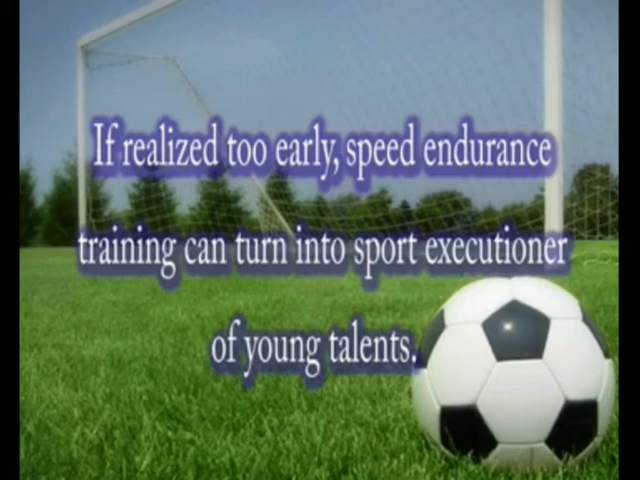 If realized too early, speed endurance
training can turn into sport executioner
of young talents.